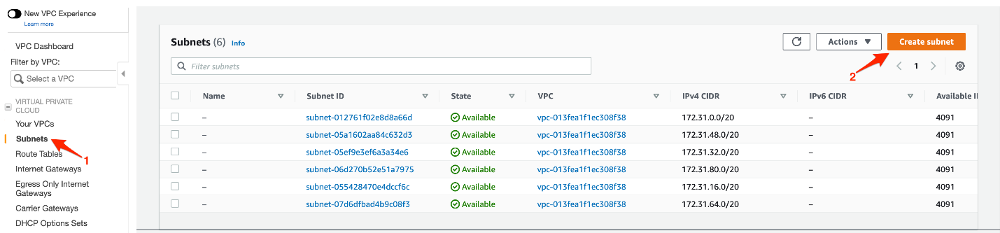 New VPC Experience
Learn more
VPC Dashboard
Filter by VPC:
Select a VPC
VIRTUAL PRIVATE
CLOUD
Your VPCs
Subnets
1
Route Tables
Internet Gateways
Egress Only Internet
Gateways
Carrier Gateways
DHCP Options Sets
Subnets (6) Info
Actions
Create subnet
2
Filter subnets
1
Name Subnet ID State VPC IPv4 CIDR IPv6 CIDR Available I
– subnet-012761f02e8d8a66d Available vpc-013fea1f1ec308f38 172.31.0.0/20 – 4091
– subnet-05a1602aa84c632d3 Available vpc-013fea1f1ec308f38 172.31.48.0/20 – 4091
– subnet-05ef9e3ef6a3a34e6 Available vpc-013fea1f1ec308f38 172.31.32.0/20 – 4091
– subnet-06d270b52e51a7975 Available vpc-013fea1f1ec308f38 172.31.80.0/20 – 4091
– subnet-055428470e4dccf6c Available vpc-013fea1f1ec308f38 172.31.16.0/20 – 4091
– subnet-07d6dfbad4b9c08f3 Available vpc-013fea1f1ec308f38 172.31.64.0/20 – 4091